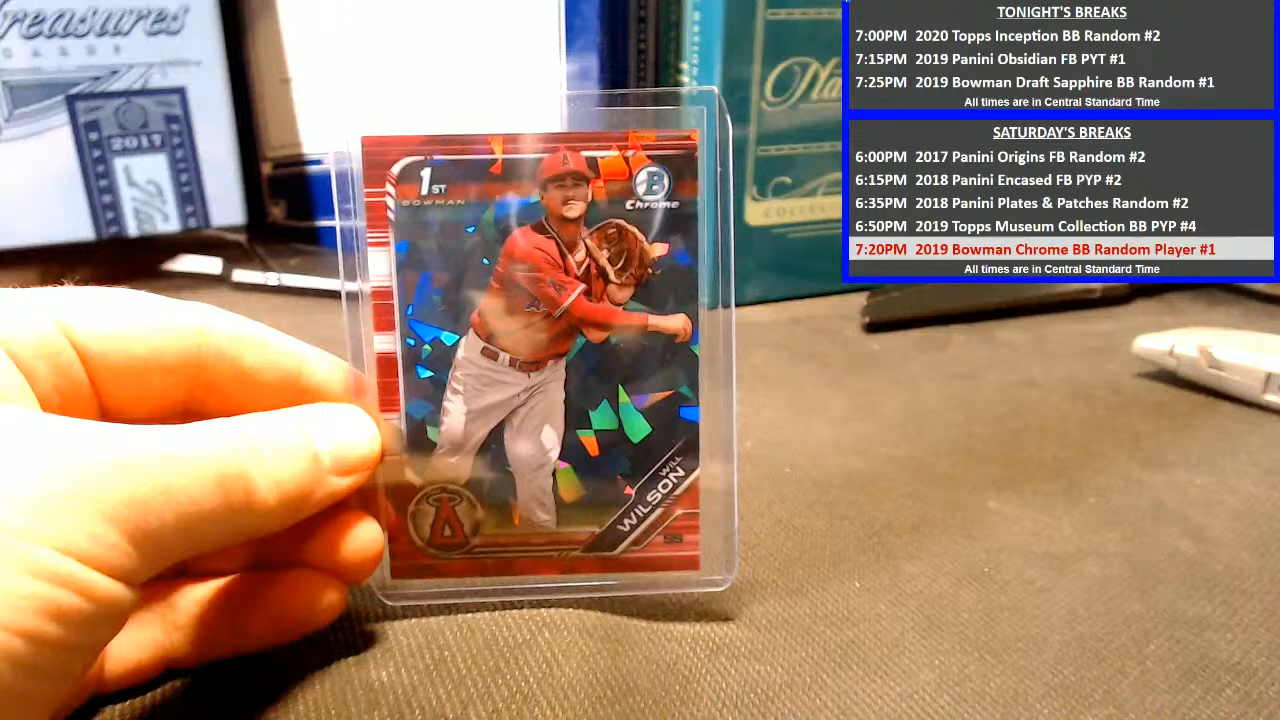 TONIGHT'S BREAKS
7:00PM 2020 Topps Inception BB Random #2
7:15PM 2019 Panini Obsidian FB PYT #1
7:25PM 2019 Bowman Draft Sapphire BB Random #1
All times are in Central Standard Time
SATURDAY'S BREAKS
6:00PM 2017 Panini Origins FB Random #2
6:15PM 2018 Panini Encased FB PYP #2
6:35PM 2018 Panini Plates & Patches Random #2
6:50PM 2019 Topps Museum Collection BB PYP #4
7:20PM 2019 Bowman Chrome BB Random Player #1
All times are in Central Standard Time
2017
1ST
BOWMAN
B
Chrome
A
WILL
WILSON
SS
A